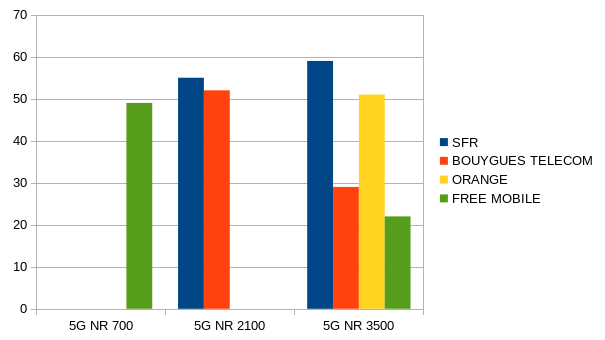 70
60
50
40
30
20
10
0
5G NR 700
5G NR 2100
5G NR 3500
SFR
BOUYGUES TELECOM
ORANGE
FREE MOBILE